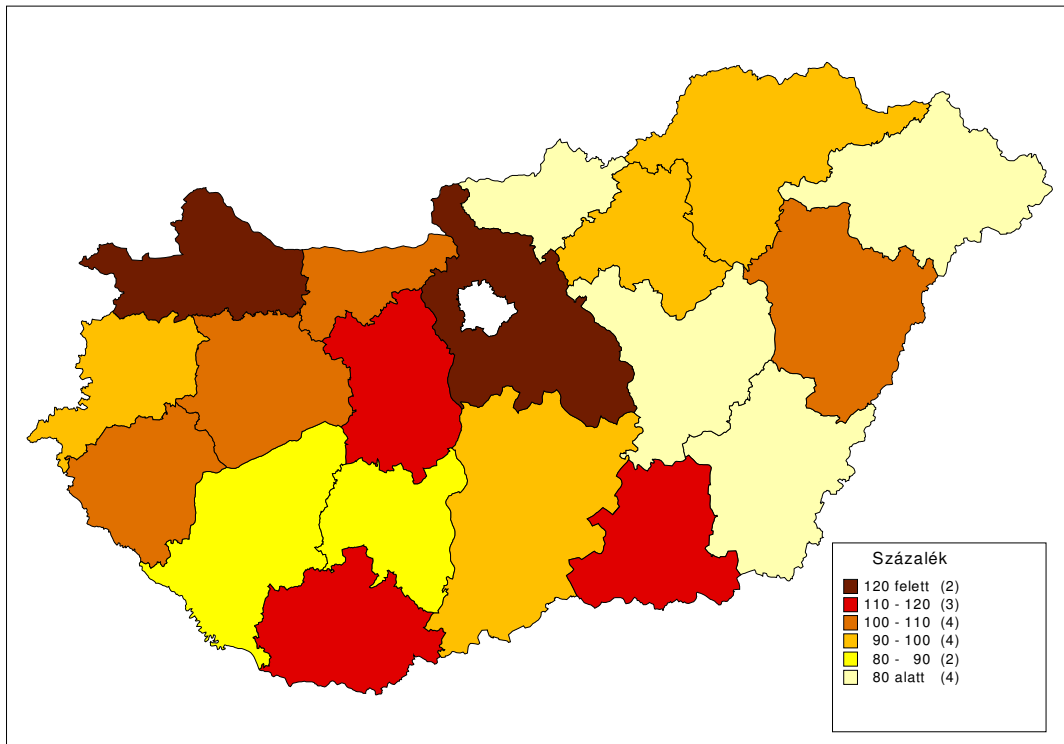 Százalék
120 felett (2)
110 - 120 (3)
100 - 110 (4)
90 - 100 (4)
80 - 90 (2)
80 alatt (4)